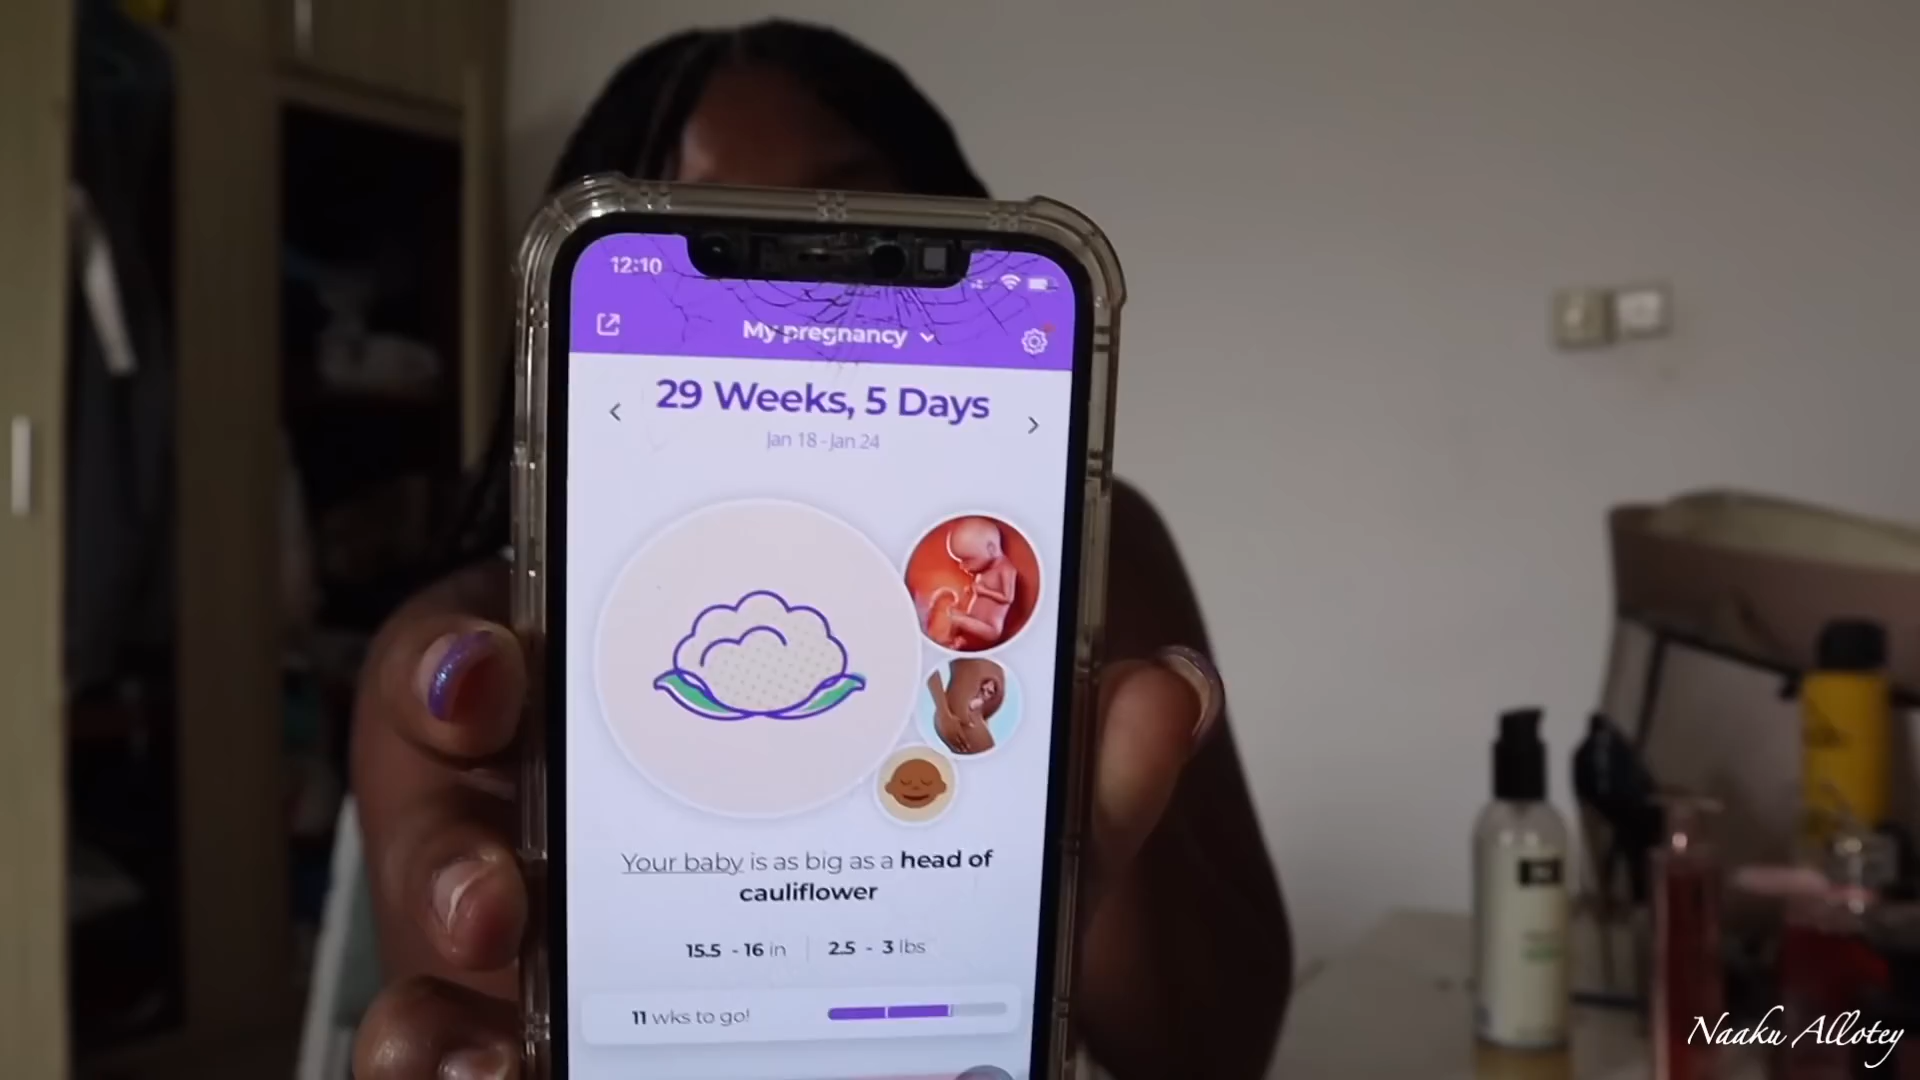 12:10
My pregnancy
29 Weeks, 5 Days
Jan 18 - Jan 24
Your baby is as big as a head of
cauliflower
15.5 - 16 in | 2.5 - 3 lbs
11 wks to go!
Naaku Allotey